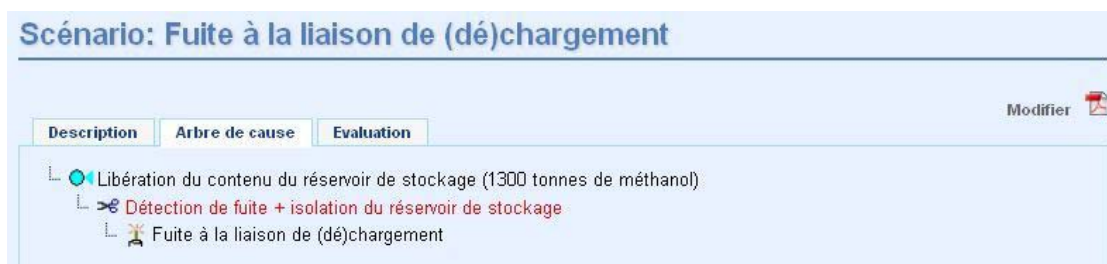 Scénario: Fuite à la liaison de (dé)chargement
Modifier
Description Arbre de cause Evaluation
Libération du contenu du réservoir de stockage (1300 tonnes de méthanol)
Détection de fuite + isolation du réservoir de stockage
Fuite à la liaison de (dé)chargement